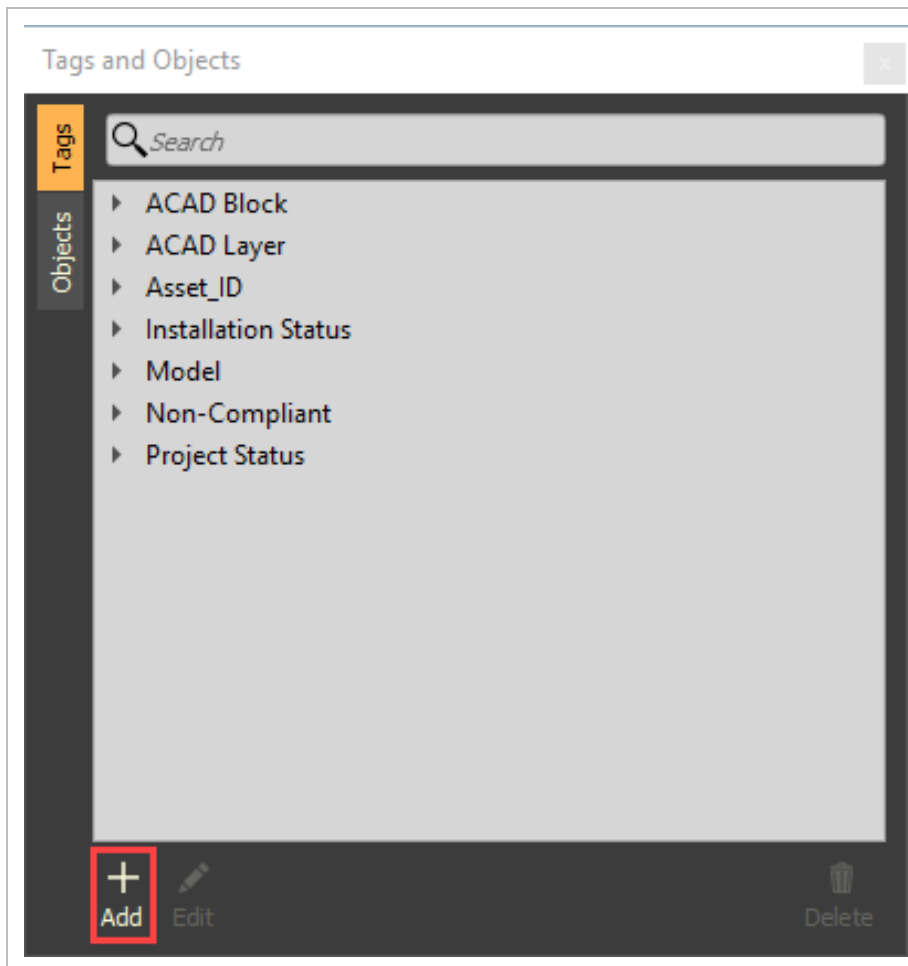 Tags and Objects
x
Tags
Objects
Search
ACAD Block
ACAD Layer
Asset_ID
Installation Status
Model
Non-Compliant
Project Status
Add
Edit
Delete